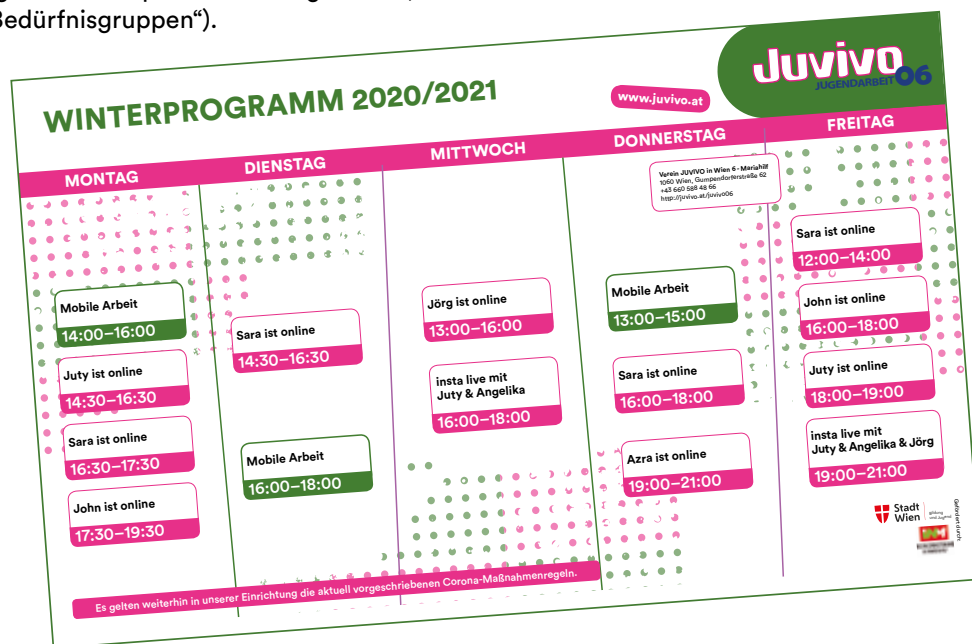 Bedürfnisgruppen“).
Juvivo
JUGENDARBEIT 06
WINTERPROGRAMM 2020/2021
www.juvivo.at
MONTAG
DIENSTAG
MITTWOCH
DONNERSTAG
FREITAG
Verein JUVIVO in Wien 6 - Mariahilf
1060 Wien, Gumpendorferstraße 62
+43 660 588 48 66
http://juvivo.at/juvivo06
Mobile Arbeit
14:00–16:00
Juty ist online
14:30–16:30
Sara ist online
16:30–17:30
John ist online
17:30–19:30
Sara ist online
14:30–16:30
Mobile Arbeit
16:00–18:00
Jörg ist online
13:00–16:00
insta live mit
Juty & Angelika
16:00–18:00
Mobile Arbeit
13:00–15:00
Sara ist online
16:00–18:00
Azra ist online
19:00–21:00
Sara ist online
12:00–14:00
John ist online
16:00–18:00
Juty ist online
18:00–19:00
insta live mit
Juty & Angelika & Jörg
19:00–21:00
Stadt
Wien
Bildung
und Jugend
Gefördert durch:
Es gelten weiterhin in unserer Einrichtung die aktuell vorgeschriebenen Corona-Maßnahmenregeln.